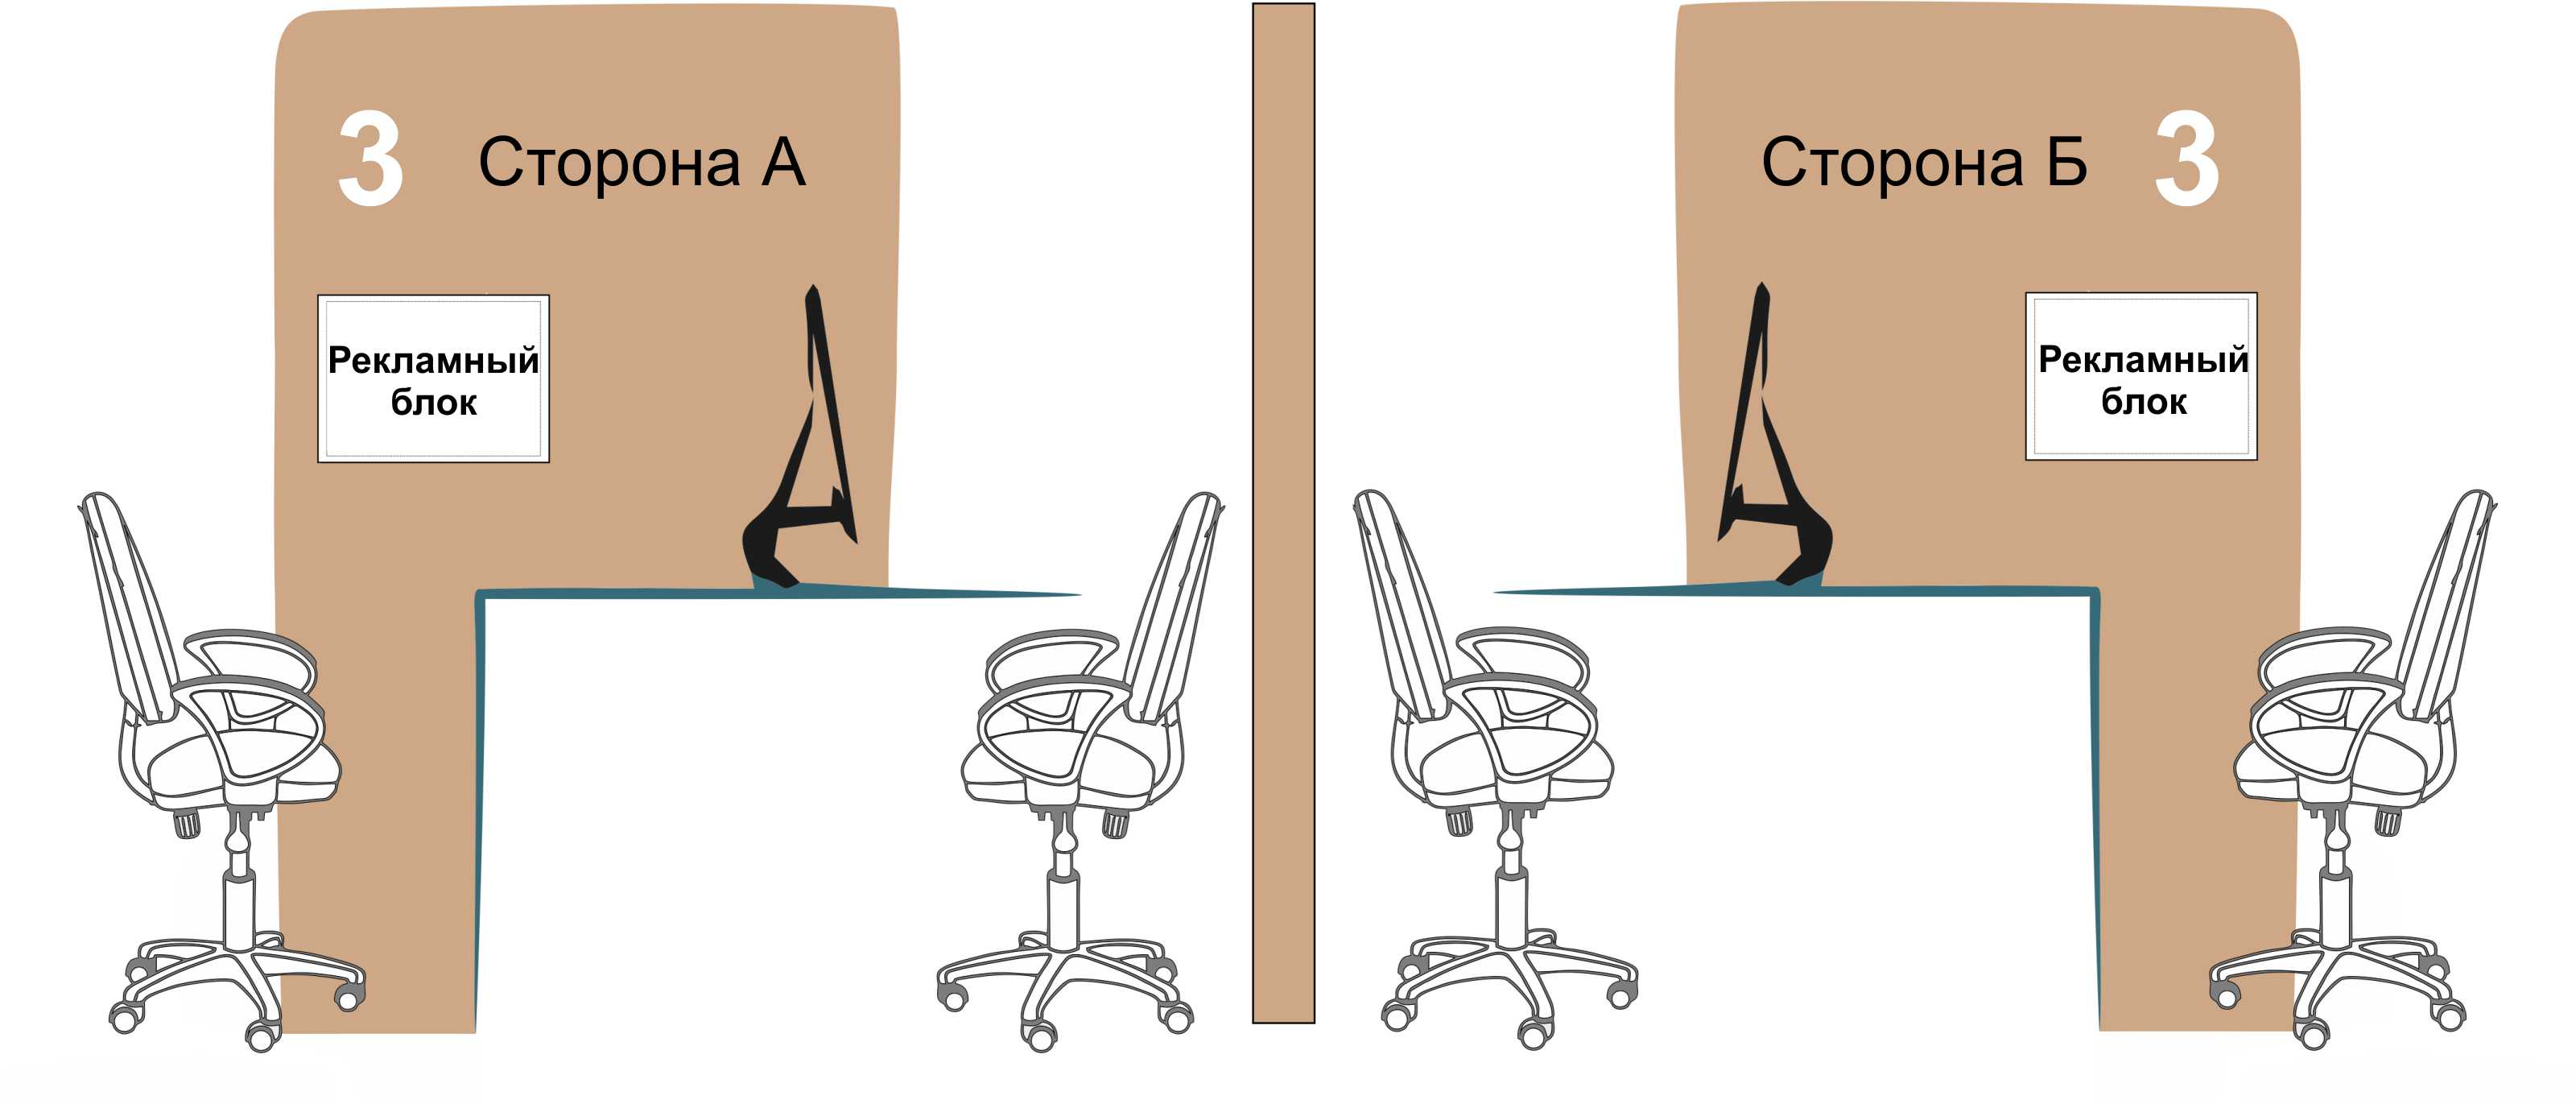 3 Сторона А
Рекламный
блок
Сторона Б 3
Рекламный
блок